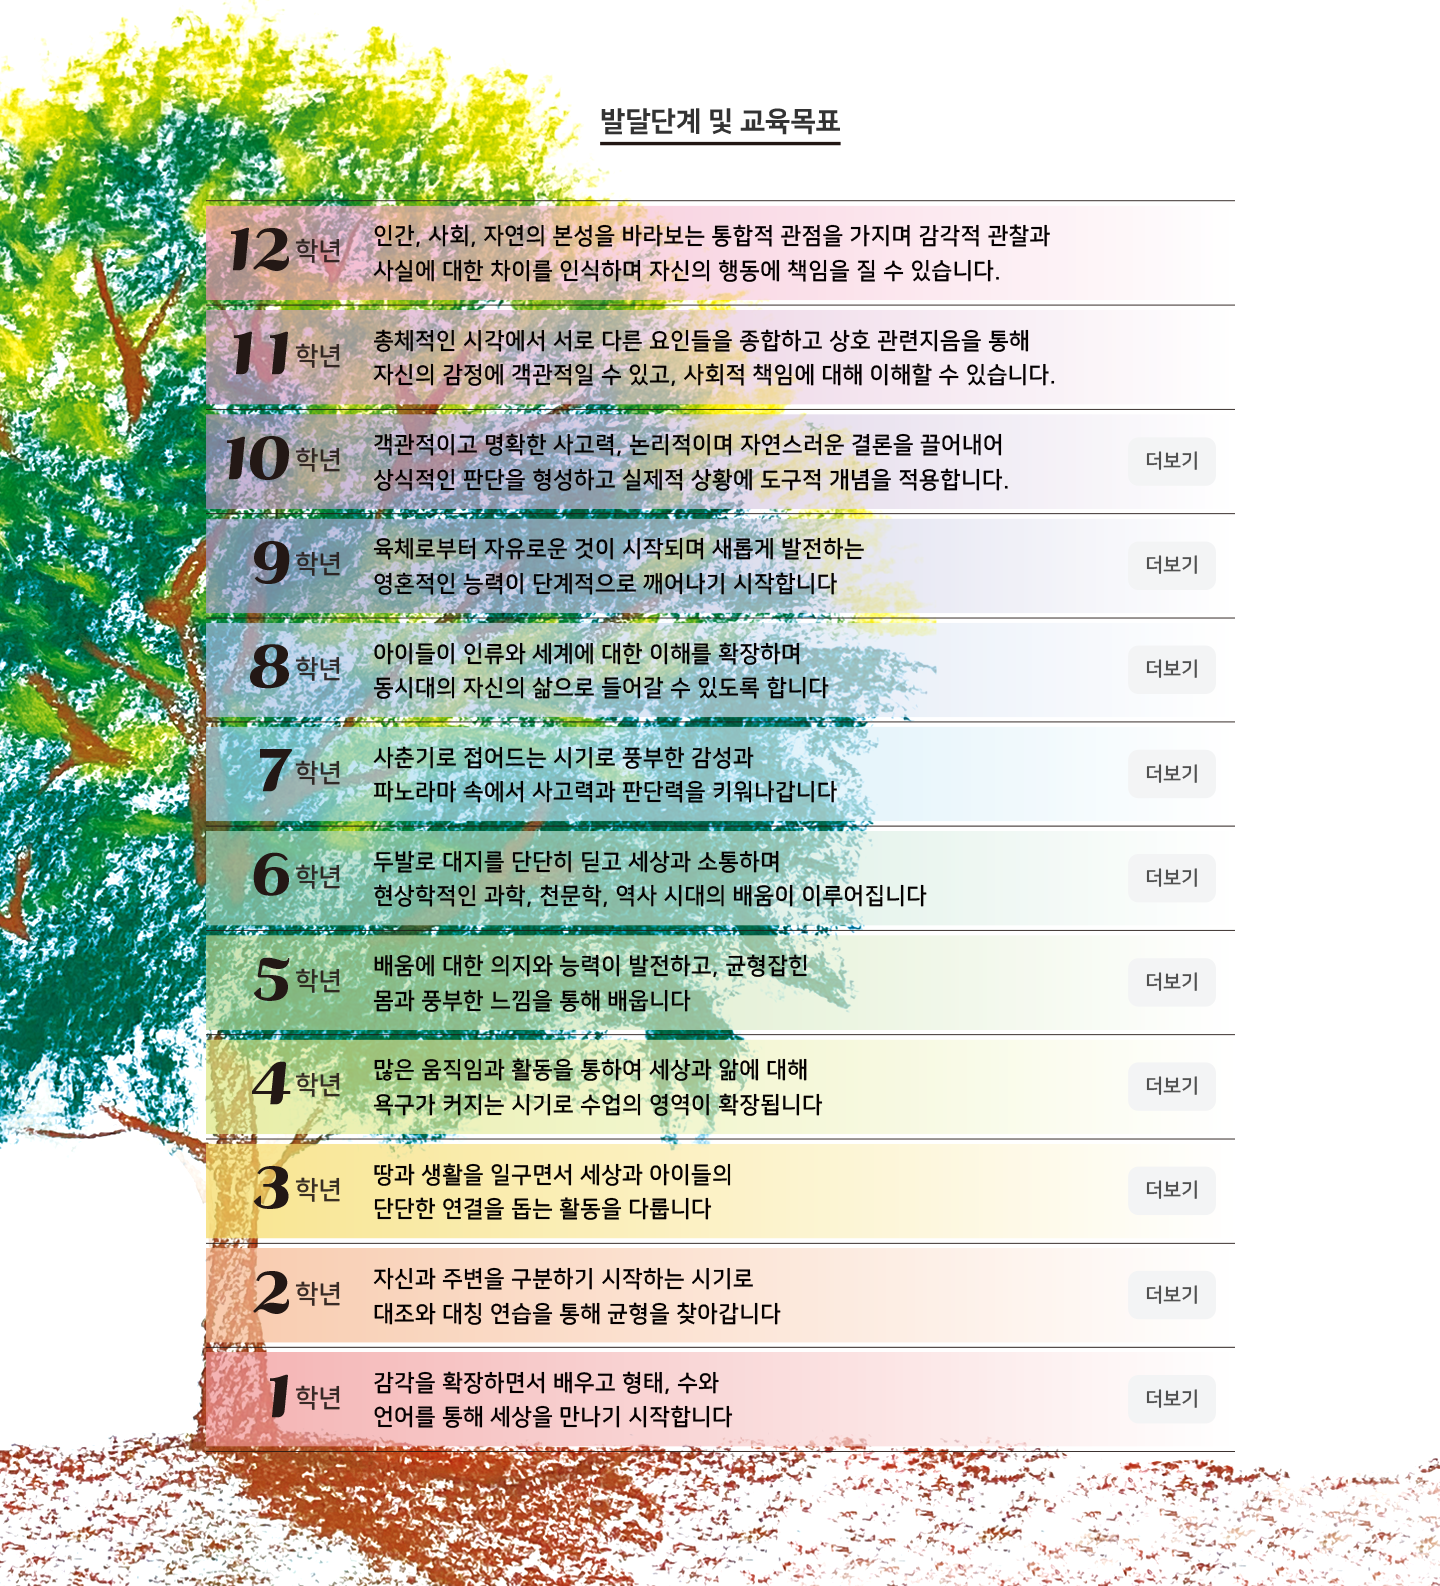 발달단계 및 교육목표
12학년
인간, 사회, 자연의 본성을 바라보는 통합적 관점을 가지며 감각적 관찰과
사실에 대한 차이를 인식하며 자신의 행동에 책임을 질 수 있습니다.
11학년
총체적인 시각에서 서로 다른 요인들을 종합하고 상호 관련지음을 통해
자신의 감정에 객관적일 수 있고, 사회적 책임에 대해 이해할 수 있습니다.
10학년
객관적이고 명확한 사고력, 논리적이며 자연스러운 결론을 끌어내어
상식적인 판단을 형성하고 실제적 상황에 도구적 개념을 적용합니다.
더보기
9학년
육체로부터 자유로운 것이 시작되며 새롭게 발전하는
영혼적인 능력이 단계적으로 깨어나기 시작합니다
더보기
8학년
아이들이 인류와 세계에 대한 이해를 확장하며
동시대의 자신의 삶으로 들어갈 수 있도록 합니다
더보기
7학년
사춘기로 접어드는 시기로 풍부한 감성과
파노라마 속에서 사고력과 판단력을 키워나갑니다
더보기
6학년
두발로 대지를 단단히 딛고 세상과 소통하며
현상학적인 과학, 천문학, 역사 시대의 배움이 이루어집니다
더보기
5학년
배움에 대한 의지와 능력이 발전하고, 균형잡힌
몸과 풍부한 느낌을 통해 배웁니다
더보기
4학년
많은 움직임과 활동을 통하여 세상과 앎에 대해
욕구가 커지는 시기로 수업의 영역이 확장됩니다
더보기
3학년
땅과 생활을 일구면서 세상과 아이들의
단단한 연결을 돕는 활동을 다룹니다
더보기
2학년
자신과 주변을 구분하기 시작하는 시기로
대조와 대칭 연습을 통해 균형을 찾아갑니다
더보기
1학년
감각을 확장하면서 배우고 형태, 수와
언어를 통해 세상을 만나기 시작합니다
더보기